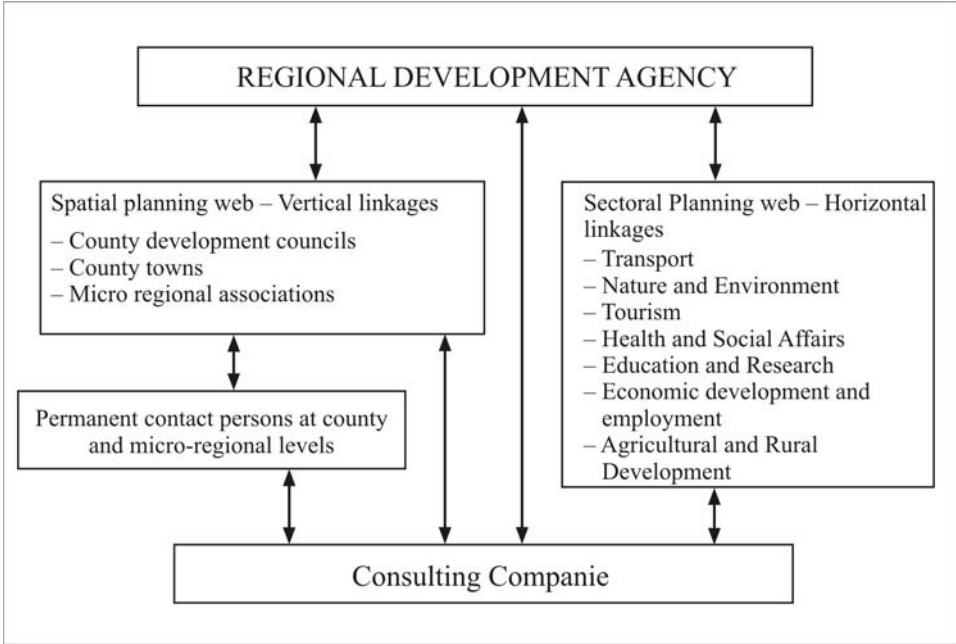 REGIONAL DEVELOPMENT AGENCY
Spatial planning web – Vertical linkages
– County development councils
– County towns
– Micro regional associations
Permanent contact persons at county
and micro-regional levels
Sectoral Planning web – Horizontal
linkages
– Transport
– Nature and Environment
– Tourism
– Health and Social Affairs
– Education and Research
– Economic development and
employment
– Agricultural and Rural
Development
Consulting Companie